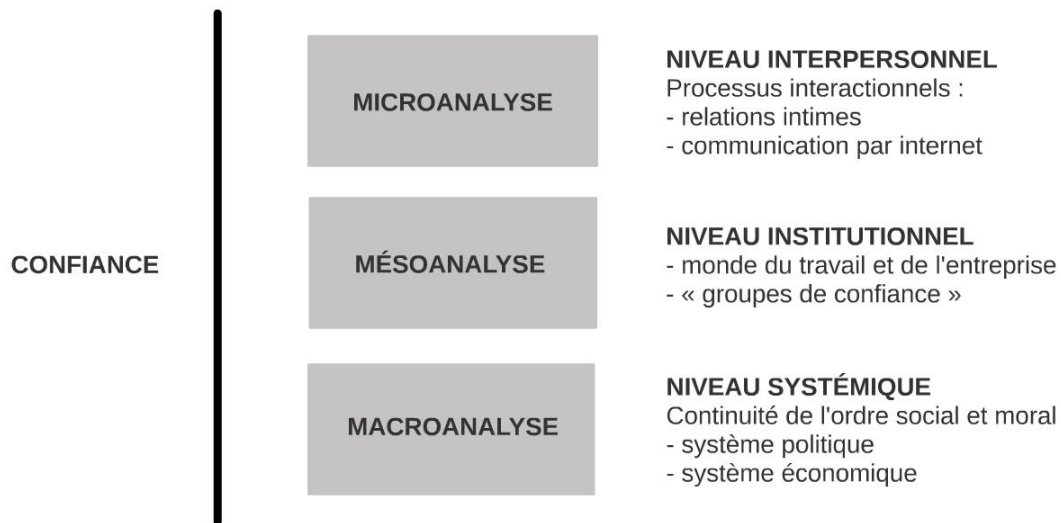 CONFIANCE
MICROANALYSE
NIVEAU INTERPERSONNEL
Processus interactionnels :
- relations intimes
- communication par internet
MÉSOANALYSE
NIVEAU INSTITUTIONNEL
- monde du travail et de l'entreprise
- « groupes de confiance »
MACROANALYSE
NIVEAU SYSTÉMIQUE
Continuité de l'ordre social et moral
- système politique
- système économique